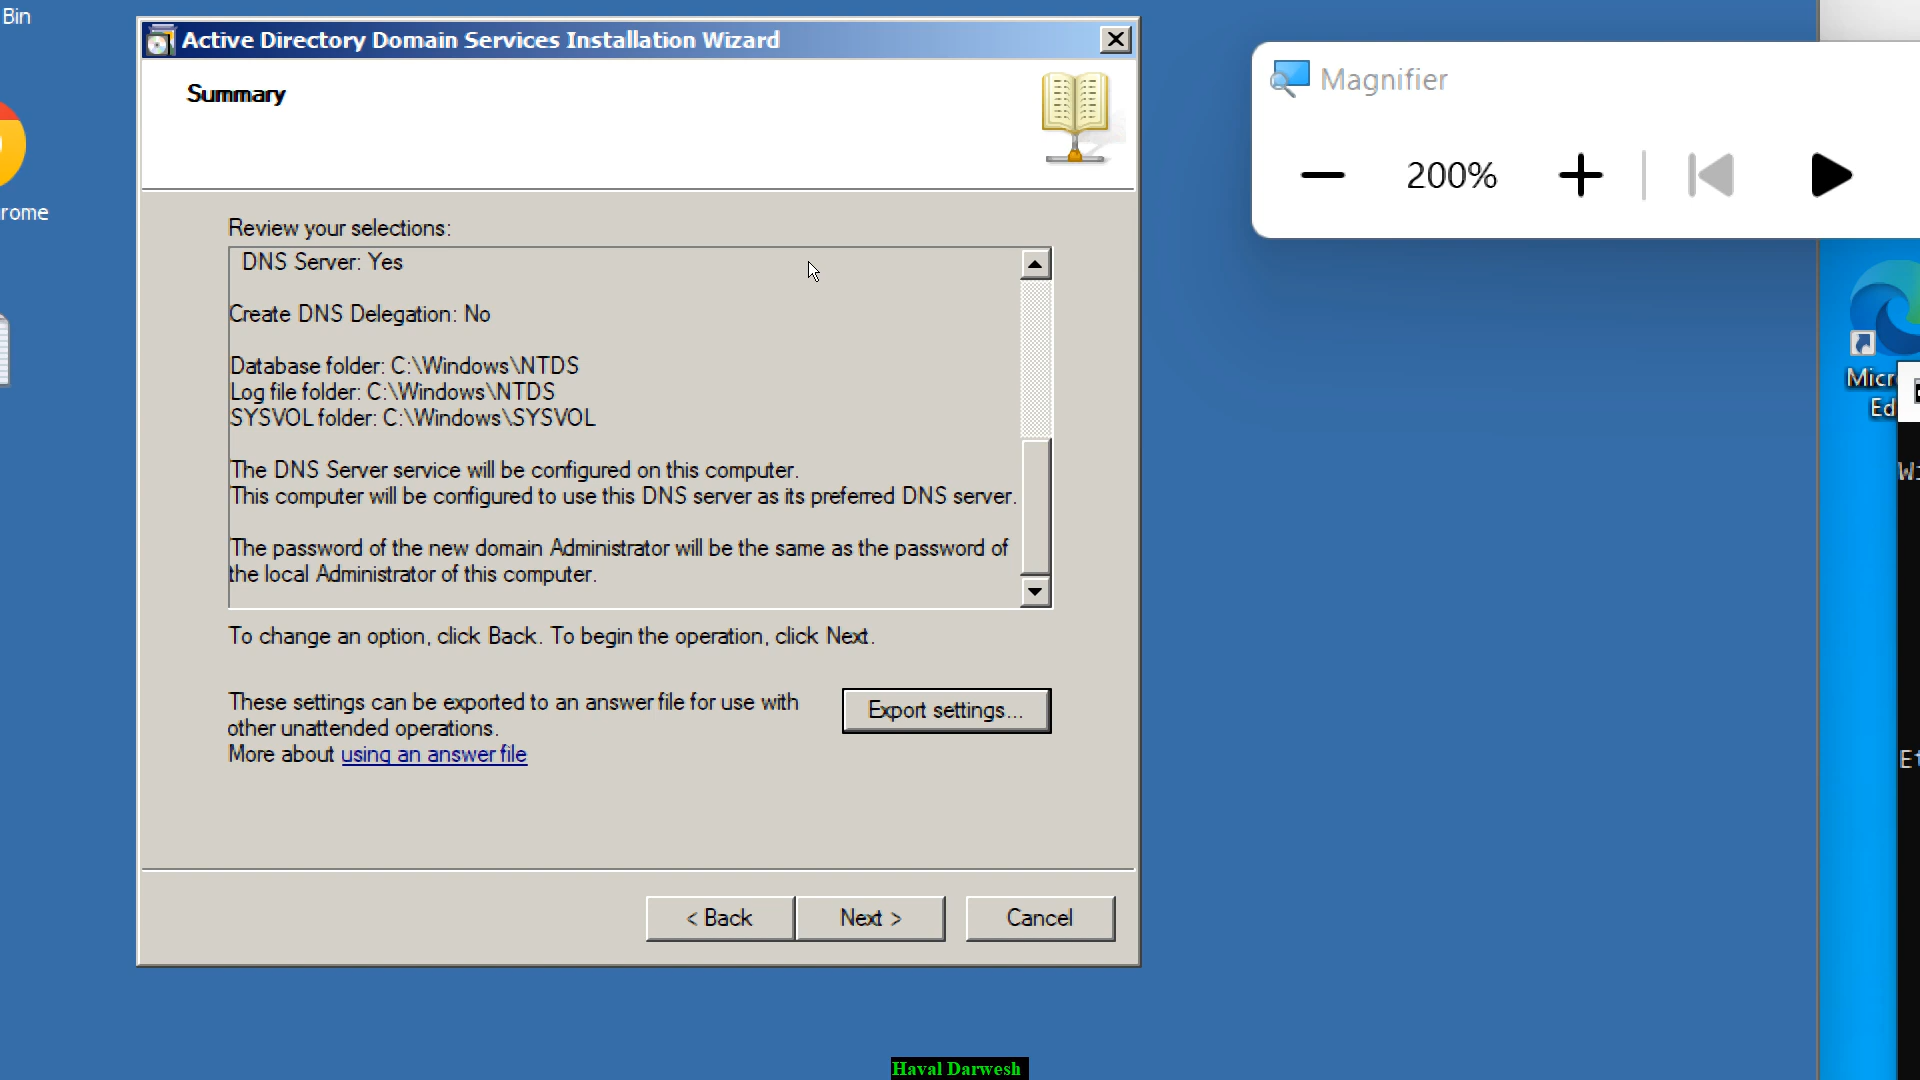 Bin
Active Directory Domain Services Installation Wizard
Summary
Magnifier
200%
rome
Review your selections:
DNS Server: Yes
Create DNS Delegation: No
Database folder: C:\Windows\NTDS
Log file folder: C:\Windows\NTDS
SYSVOL folder: C:\Windows\SYSVOL
The DNS Server service will be configured on this computer.
This computer will be configured to use this DNS server as its preferred DNS server.
The password of the new domain Administrator will be the same as the password of
the local Administrator of this computer.
To change an option, click Back. To begin the operation, click Next.
These settings can be exported to an answer file for use with
other unattended operations.
More about using an answer file
Export settings...
< Back
Next >
Cancel
Micr
Ed
Wi
Et
Haval Darwesh